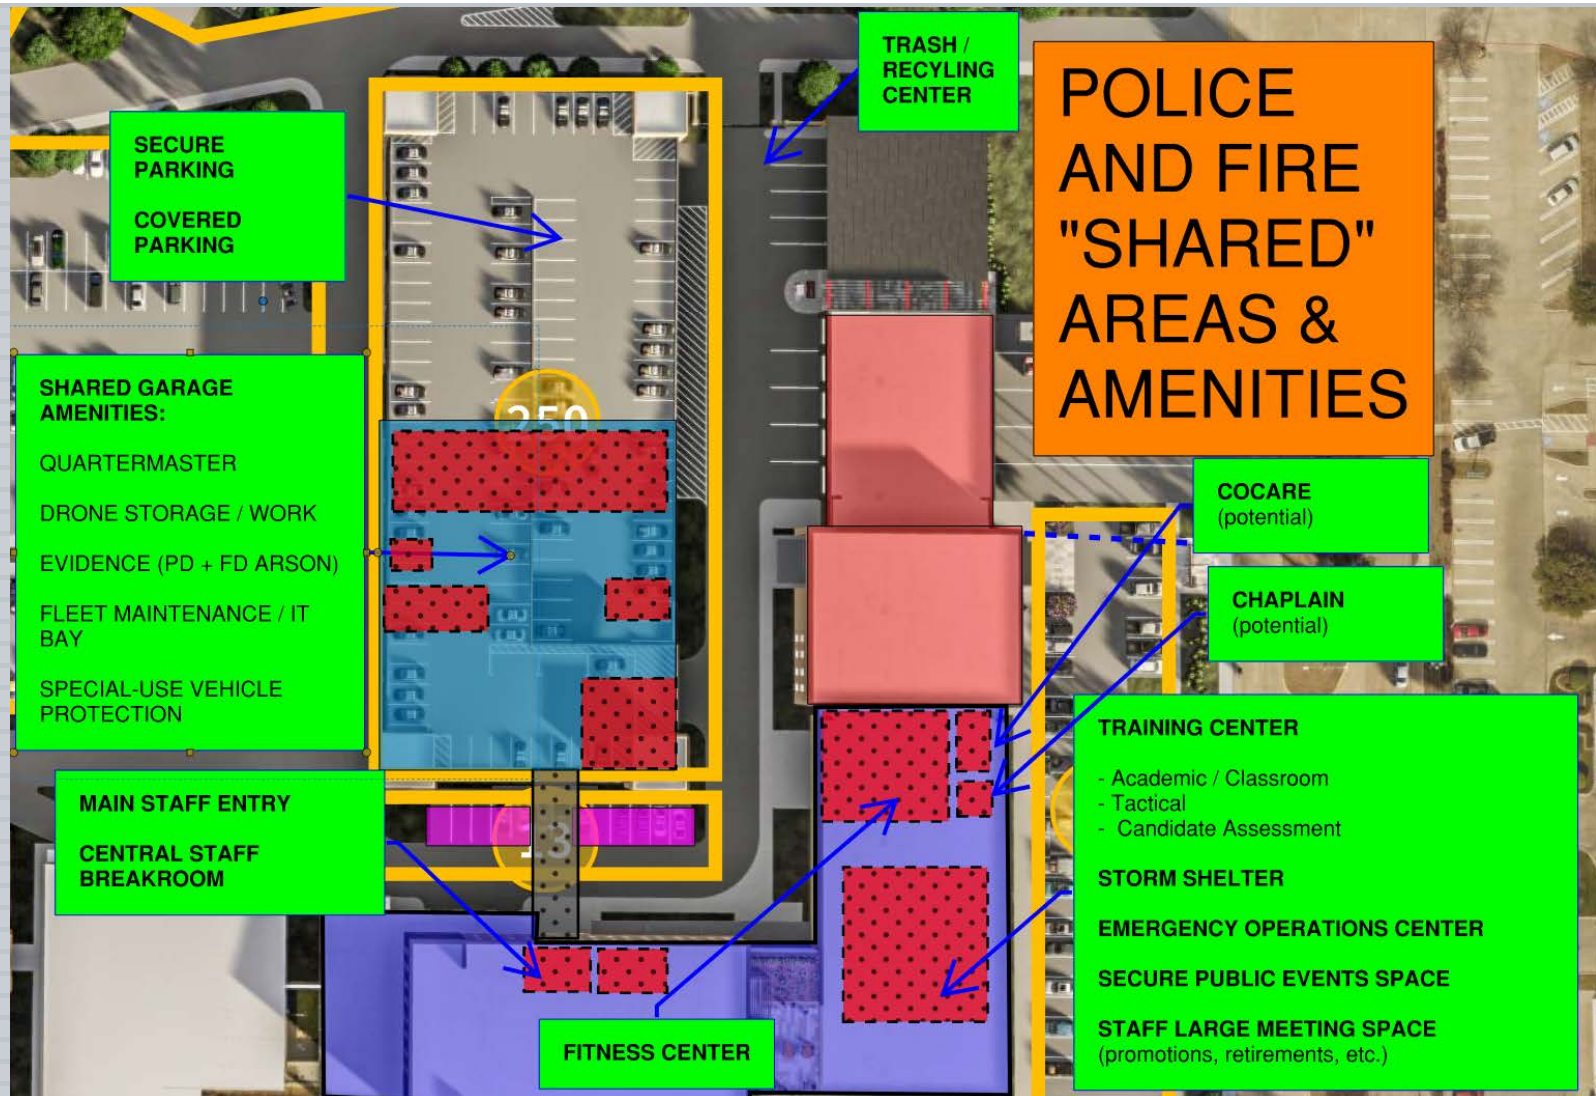 TRASH /
RECYLING
CENTER
POLICE
AND FIRE
"SHARED"
AREAS &
AMENITIES
SECURE
PARKING
COVERED
PARKING
SHARED GARAGE
AMENITIES:
QUARTERMASTER
DRONE STORAGE / WORK
EVIDENCE (PD + FD ARSON)
FLEET MAINTENANCE / IT
BAY
SPECIAL-USE VEHICLE
PROTECTION
250
COCARE
(potential)
CHAPLAIN
(potential)
MAIN STAFF ENTRY
CENTRAL STAFF
BREAKROOM
13
TRAINING CENTER
- Academic / Classroom
- Tactical
- Candidate Assessment
STORM SHELTER
EMERGENCY OPERATIONS CENTER
SECURE PUBLIC EVENTS SPACE
STAFF LARGE MEETING SPACE
(promotions, retirements, etc.)
FITNESS CENTER